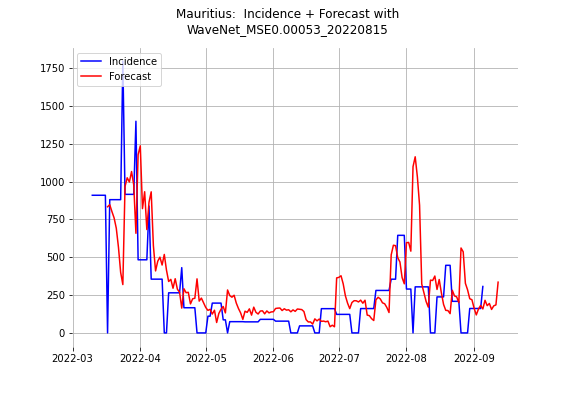 Mauritius:  Incidence + Forecast with
WaveNet_MSE0.00053_20220815
Incidence
Forecast
1750
1500
1250
1000
750
500
250
0
2022-03 2022-04 2022-05 2022-06 2022-07 2022-08 2022-09